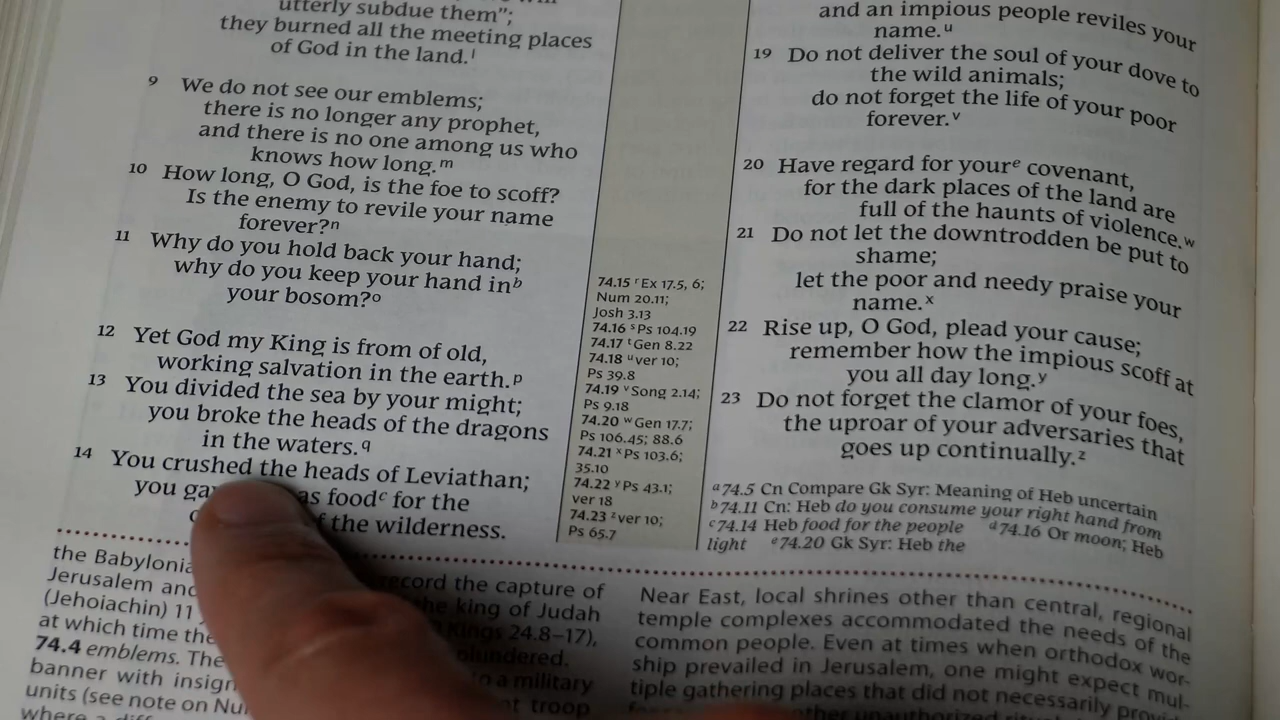 utterly subdue them";
they burned all the meeting places
of God in the land.l
9 We do not see our emblems;
there is no longer any prophet,
and there is no one among us who
knows how long.m
10 How long, O God, is the foe to scoff?
Is the enemy to revile your name
forever?n
11 Why do you hold back your hand;
why do you keep your hand inb
your bosom?o
12 Yet God my King is from of old,
working salvation in the earth.p
13 You divided the sea by your might;
you broke the heads of the dragons
in the waters.q
14 You crushed the heads of Leviathan;
you as foodc for the
the wilderness.
74.15 r Ex 17.5, 6;
Num 20.11;
Josh 3.13
74.16 s Ps 104.19
74.17 t Gen 8.22
74.18 u ver 10;
Ps 39.8
74.19 v Song 2.14;
Ps 9.18
74.20 w Gen 17.7;
Ps 106.45; 88.6
74.21 x Ps 103.6;
35.10
74.22 y Ps 43.1;
ver 18
74.23 z ver 10;
Ps 65.7
and an impious people reviles your
name.u
19 Do not deliver the soul of your dove to
the wild animals;
do not forget the life of your poor
forever.v
20 Have regard for youre covenant,
for the dark places of the land are
full of the haunts of violence.w
21 Do not let the downtrodden be put to
shame;
let the poor and needy praise your
name.x
22 Rise up, O God, plead your cause;
remember how the impious scoff at
you all day long.y
23 Do not forget the clamor of your foes,
the uproar of your adversaries that
goes up continually.z
a74.5 Cn Compare Gk Syr: Meaning of Heb uncertain
b74.11 Cn: Heb do you consume your right hand from
c74.14 Heb food for the people d74.16 Or moon; Heb
light e74.20 Gk Syr: Heb the
the
Jerusalem and record the capture of
(Jehoiachin) 11 the king of Judah
at which time the Kings 24.8–17),
74.4 emblems. The
banner with a military
units (see note on troop
where a
Near East, local shrines other than central, regional
temple complexes accommodated the needs of the
common people. Even at times when orthodox wor-
ship prevailed in Jerusalem, one might expect mul-
tiple gathering places that did not necessarily
other unauthorized